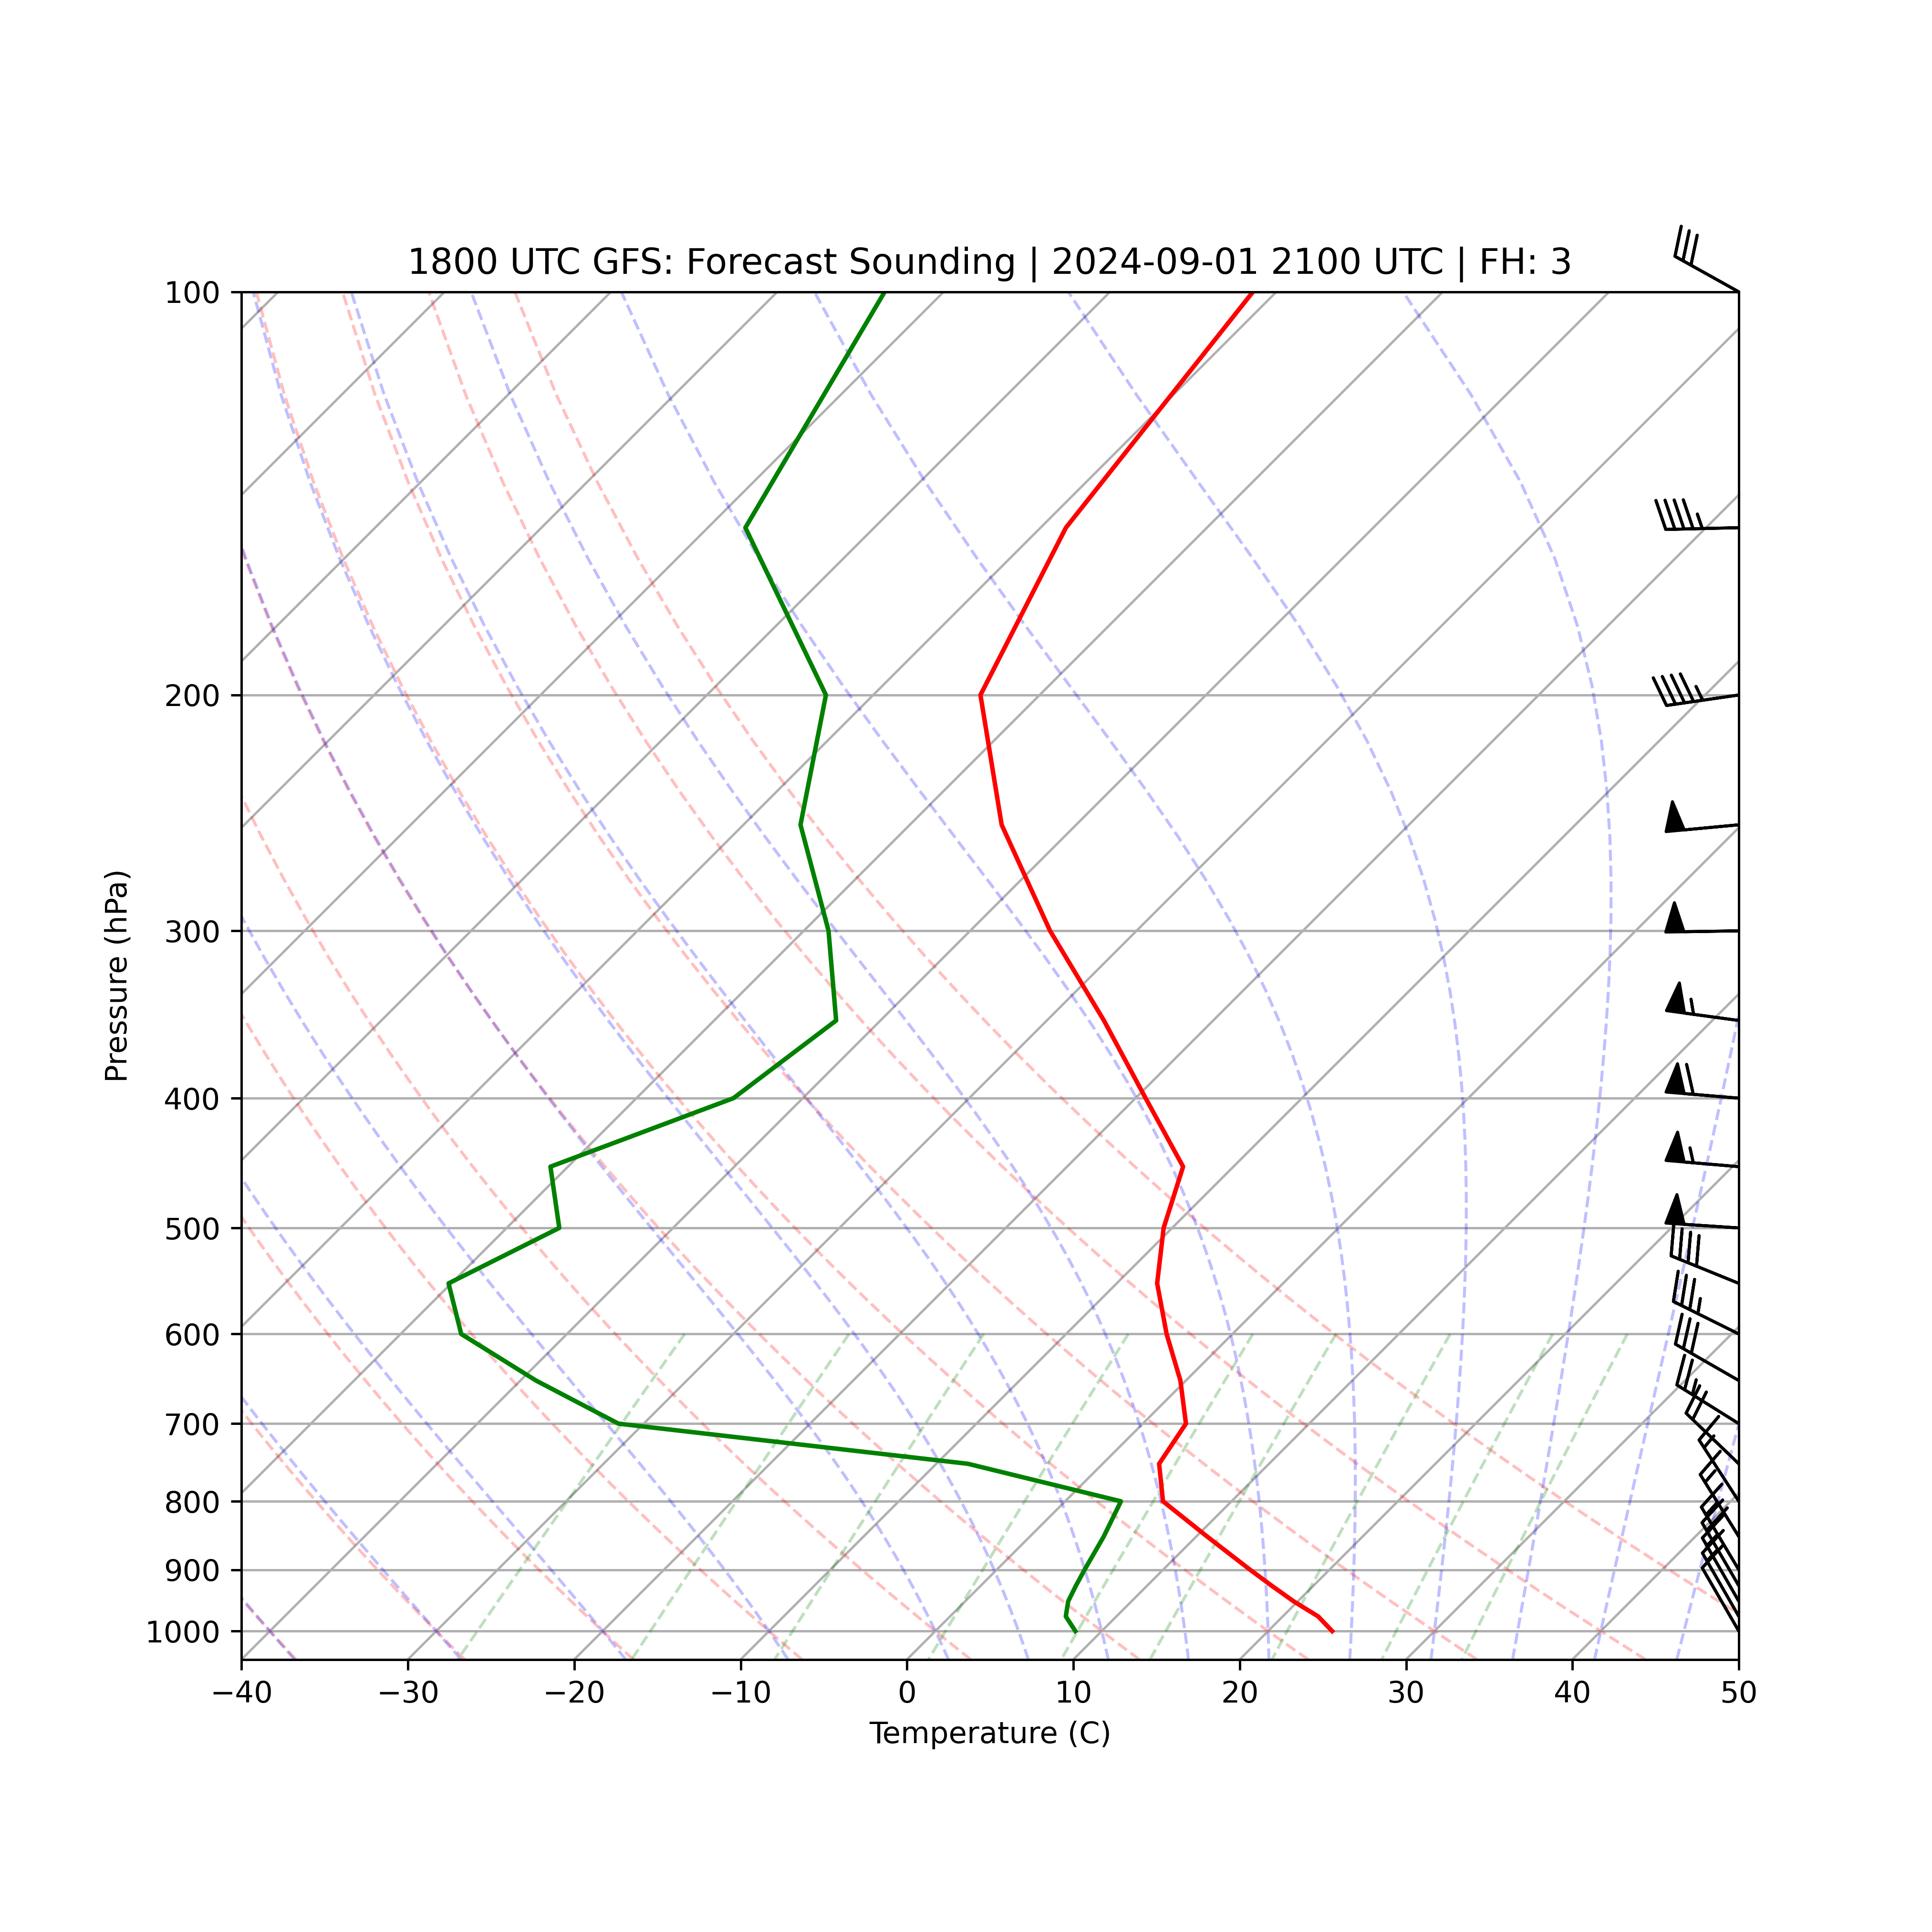 1800 UTC GFS: Forecast Sounding | 2024-09-01 2100 UTC | FH: 3
100
200
300
400
500
600
700
800
900
1000
Pressure (hPa)
−40 −30 −20 −10 0 10 20 30 40 50
Temperature (C)